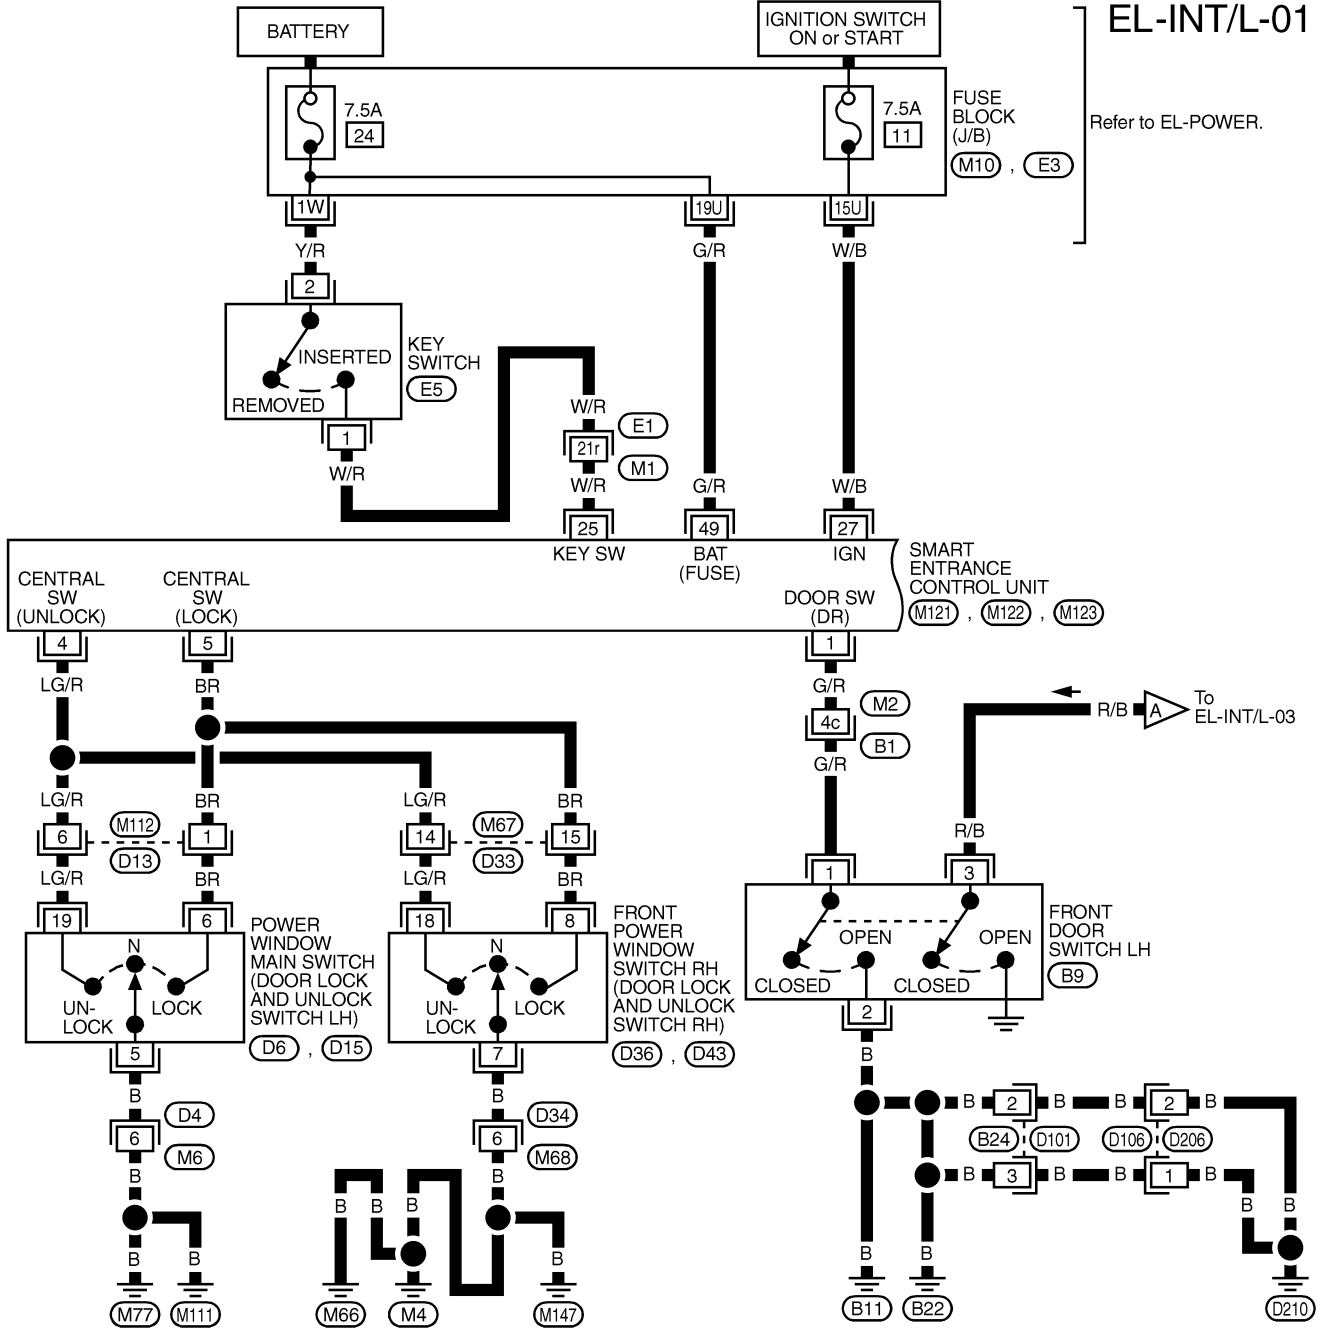 EL-INT/L-01
BATTERY
IGNITION SWITCH
ON or START
7.5A
24
7.5A
11
FUSE
BLOCK
(J/B)
M10 , E3
Refer to EL-POWER.
1W
19U
15U
Y/R
G/R
W/B
2
INSERTED
REMOVED
KEY
SWITCH
E5
1
W/R
W/R
E1
21r
M1
W/R
G/R
W/B
25
49
27
KEY SW
BAT
(FUSE)
IGN
CENTRAL
SW
(UNLOCK)
CENTRAL
SW
(LOCK)
DOOR SW
(DR)
SMART
ENTRANCE
CONTROL UNIT
M121 , M122 , M123
4
5
1
LG/R
BR
G/R
M2
4c
B1
G/R
R/B
A
To
EL-INT/L-03
LG/R
BR
LG/R
BR
R/B
6
M112
D13
1
14
M67
D33
15
LG/R
BR
LG/R
BR
1
3
19
6
18
8
N
UN-
LOCK
LOCK
POWER
WINDOW
MAIN SWITCH
(DOOR LOCK
AND UNLOCK
SWITCH LH)
D6 , D15
N
UN-
LOCK
LOCK
FRONT
POWER
WINDOW
SWITCH RH
(DOOR LOCK
AND UNLOCK
SWITCH RH)
D36 , D43
OPEN
CLOSED
OPEN
CLOSED
FRONT
DOOR
SWITCH LH
B9
5
7
2
B
B
B
D4
6
M6
D34
6
M68
B
2
B
B
2
B
B24
D101
D106
D206
B
3
B
B
1
B
B
B
B
B
B
B
B
B
B
B
B
B
B
M77
M111
M66
M4
M147
B11
B22
D210